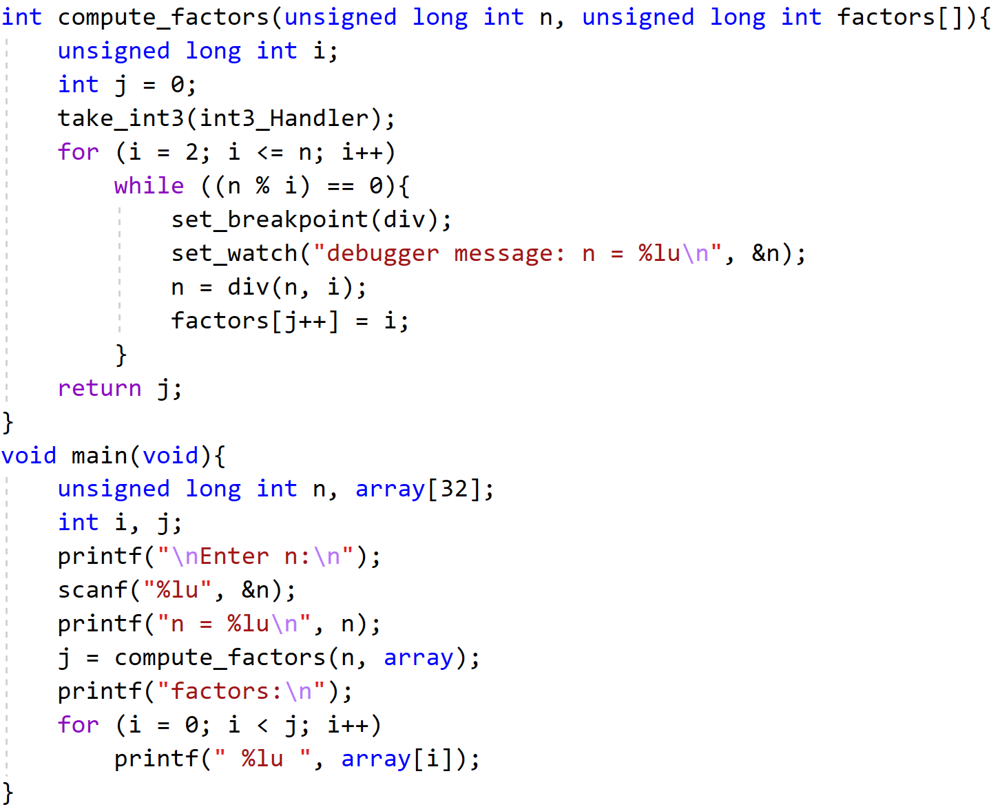 int compute_factors(unsigned long int n, unsigned long int factors[]){
    unsigned long int i;
    int j = 0;
    take_int3(int3_Handler);
    for (i = 2; i <= n; i++)
        while ((n % i) == 0){
            set_breakpoint(div);
            set_watch("debugger message: n = %lu\n", &n);
            n = div(n, i);
            factors[j++] = i;
        }
    return j;
}
void main(void){
    unsigned long int n, array[32];
    int i, j;
    printf("\nEnter n:\n");
    scanf("%lu", &n);
    printf("n = %lu\n", n);
    j = compute_factors(n, array);
    printf("factors:\n");
    for (i = 0; i < j; i++)
        printf(" %lu ", array[i]);
}